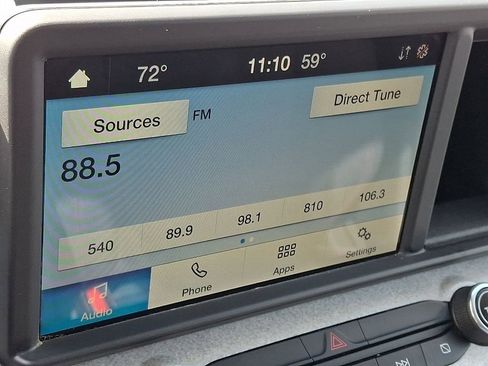 72° 11:10 59°
Sources FM Direct Tune
88.5
540 89.9 98.1 810 106.3
Audio Phone Apps Settings